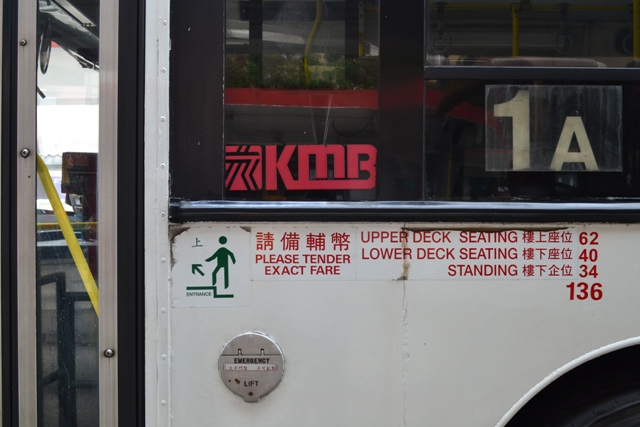 KMB
1A
上
ENTRANCE
請備輔幣
PLEASE TENDER
EXACT FARE
UPPER DECK SEATING 樓上座位 62
LOWER DECK SEATING 樓下座位 40
STANDING 樓下企位 34
136
EMERGENCY
LIFT